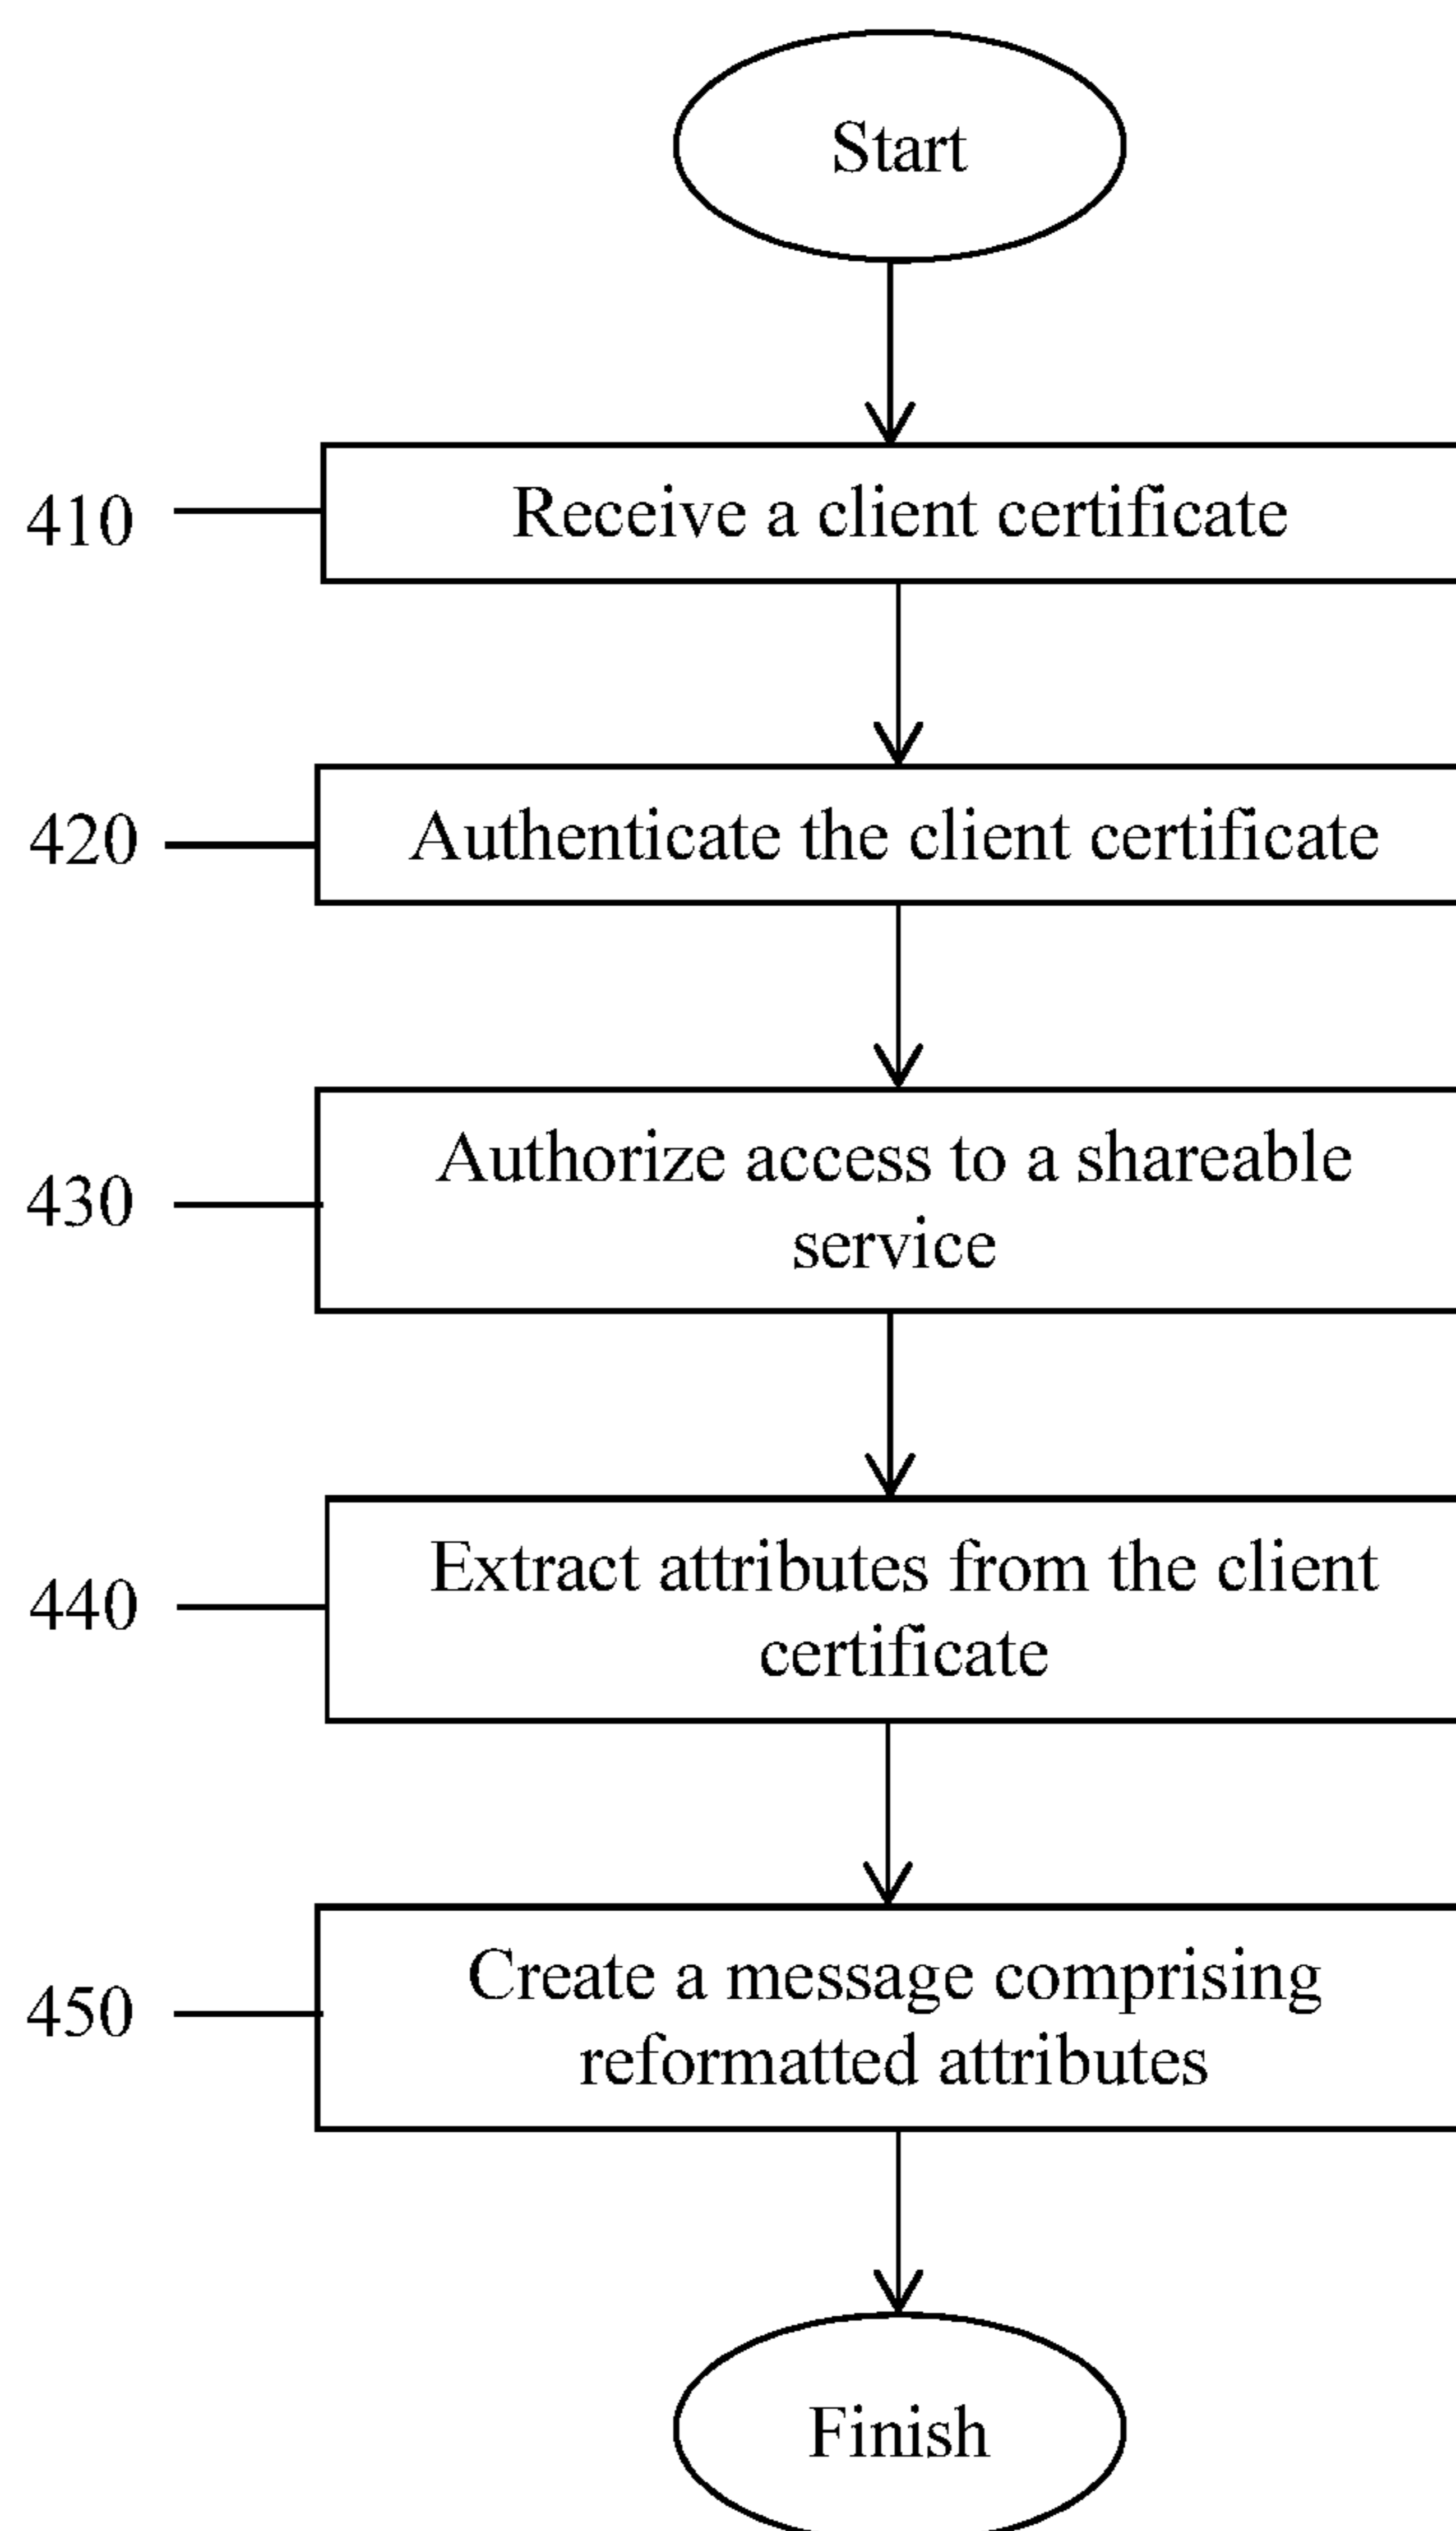 Start
410
Receive a client certificate
420
Authenticate the client certificate
430
Authorize access to a shareable
service
440
Extract attributes from the client
certificate
450
Create a message comprising
reformatted attributes
Finish